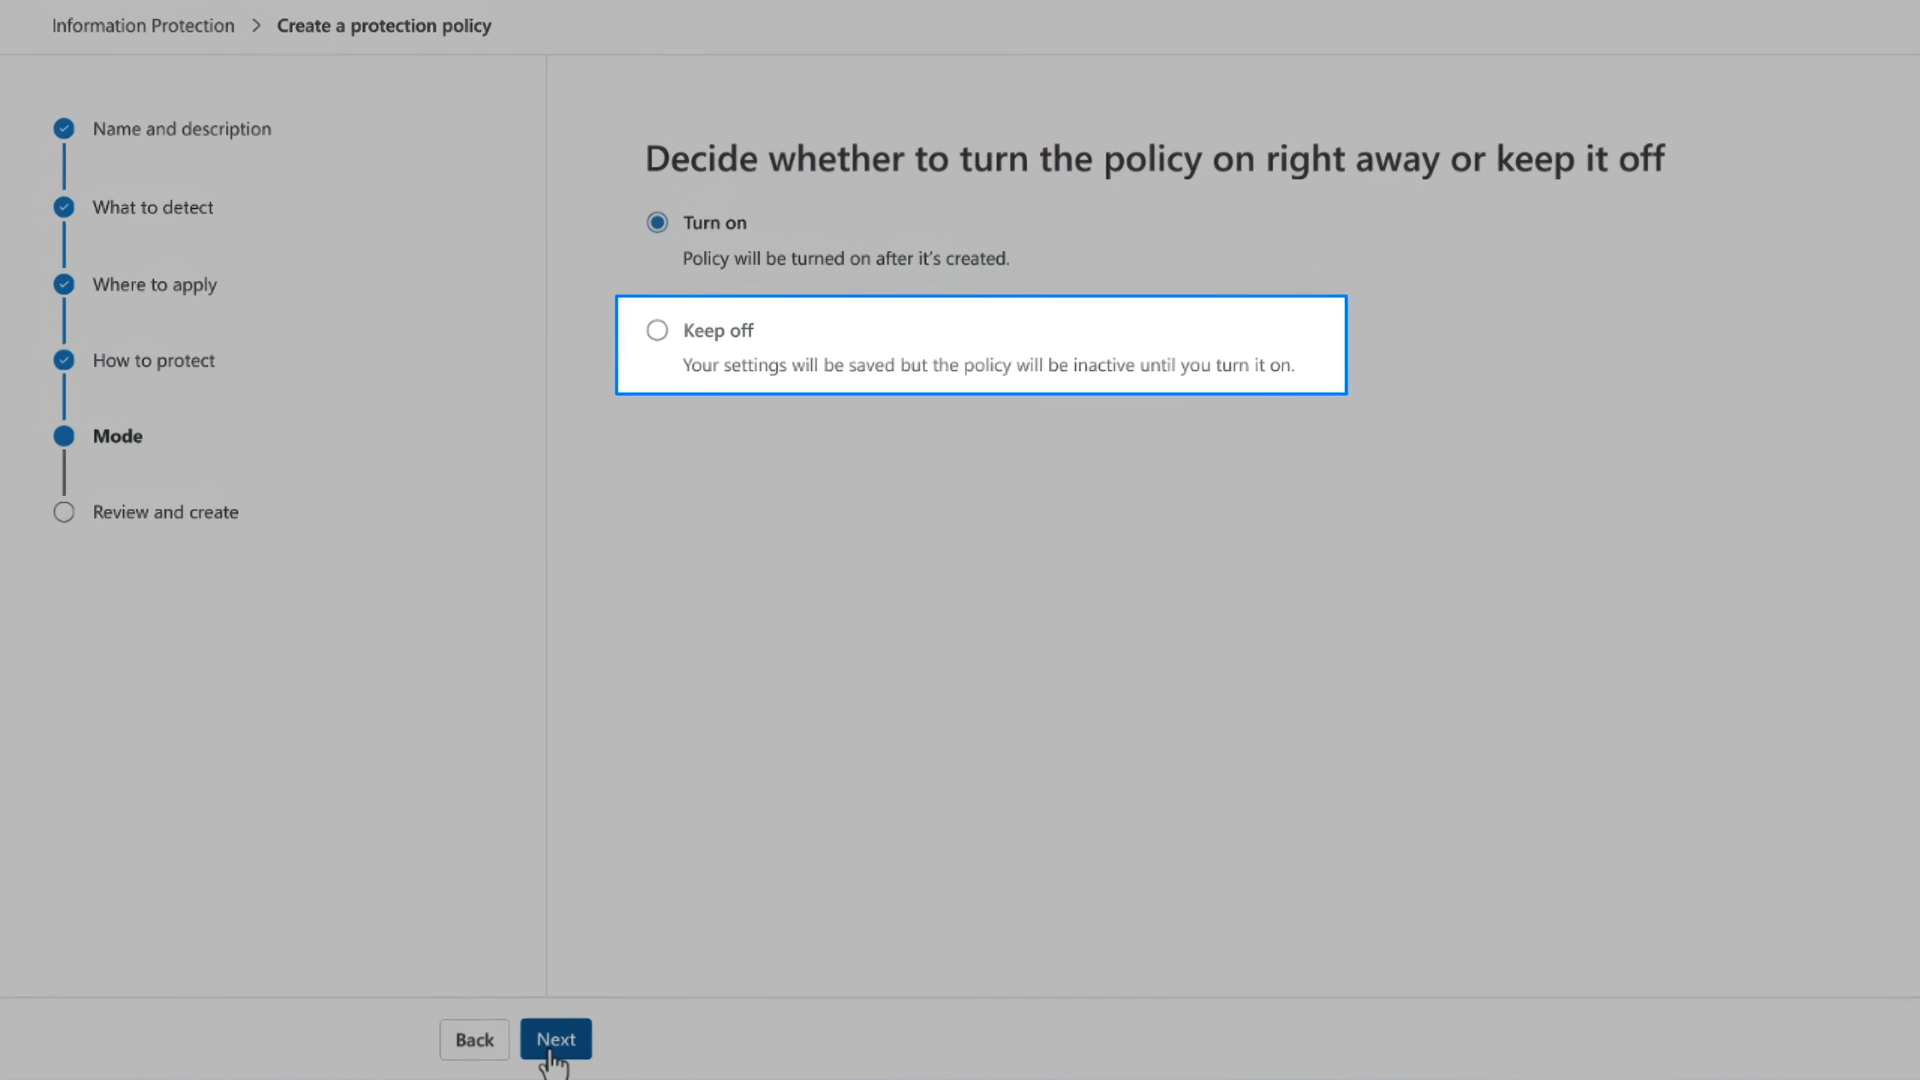 Information Protection > Create a protection policy
Name and description
What to detect
Where to apply
How to protect
Mode
Review and create
Decide whether to turn the policy on right away or keep it off
Turn on
Policy will be turned on after it's created.
Keep off
Your settings will be saved but the policy will be inactive until you turn it on.
Back
Next